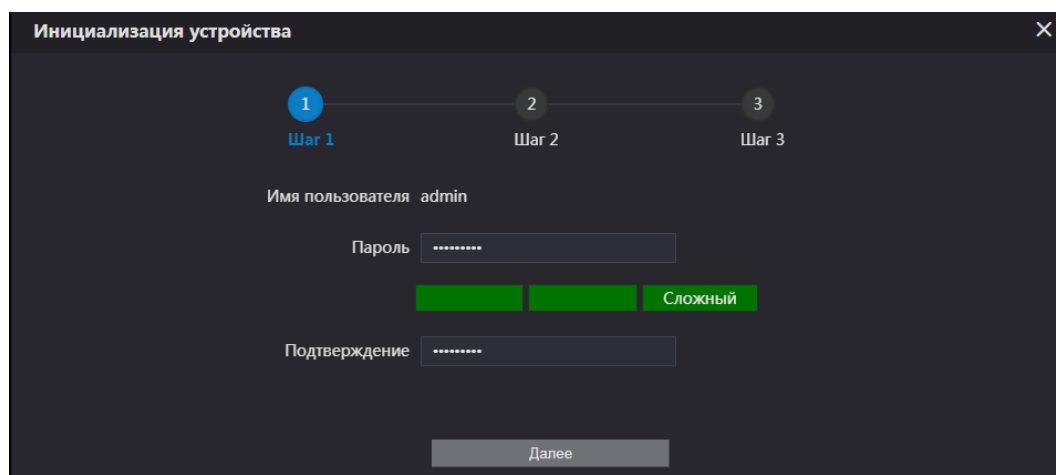 Инициализация устройства
1 2 3
Шаг 1 Шаг 2 Шаг 3
Имя пользователя admin
Пароль •••••••••
Сложный
Подтверждение •••••••••
Далее